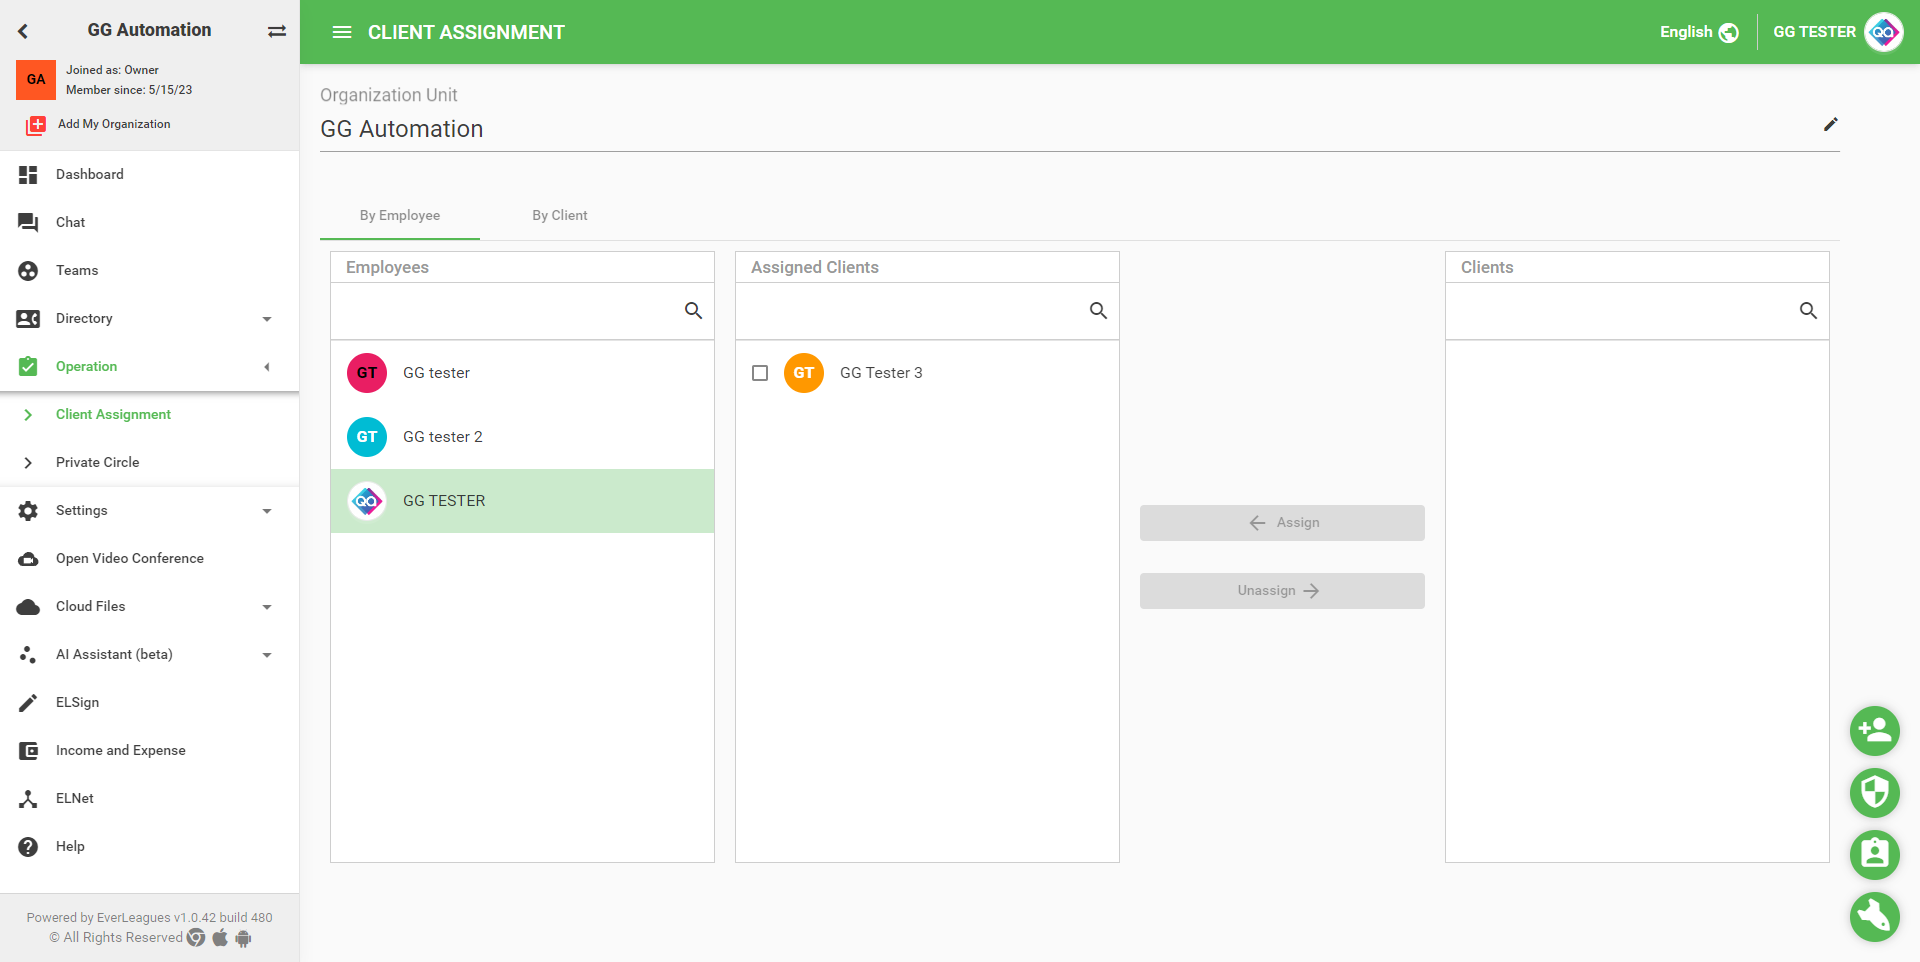 GG Automation
GA
Joined as: Owner
Member since: 5/15/23
Add My Organization
Dashboard
Chat
Teams
Directory
Operation
Client Assignment
Private Circle
Settings
Open Video Conference
Cloud Files
AI Assistant (beta)
ELSign
Income and Expense
ELNet
Help
Powered by EverLeagues v1.0.42 build 480
© All Rights Reserved
CLIENT ASSIGNMENT
English
GG TESTER
QA
Organization Unit
GG Automation
By Employee
By Client
Employees
GT
GG tester
GT
GG tester 2
QA
GG TESTER
Assigned Clients
GT
GG Tester 3
Assign
Unassign
Clients